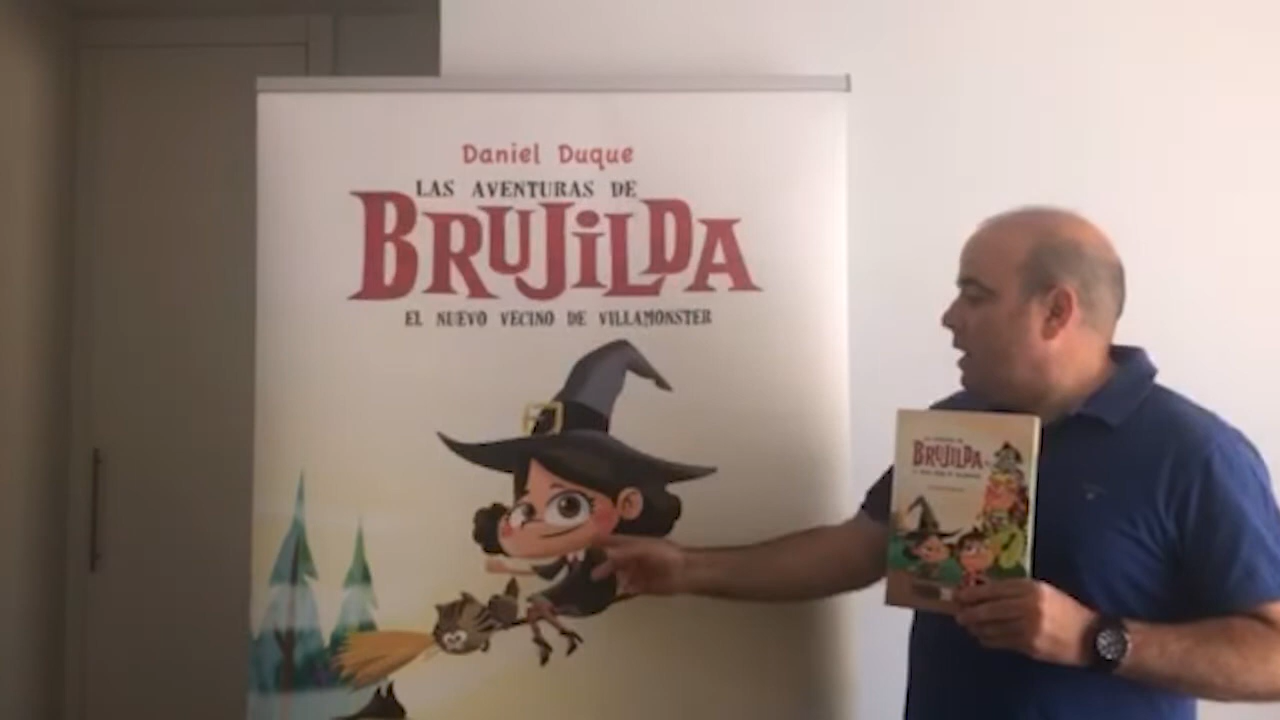 Daniel Duque
LAS AVENTURAS DE
BRUJiLDA
EL NUEVO VECINO DE VILLAMONSTER
BRUJILDA